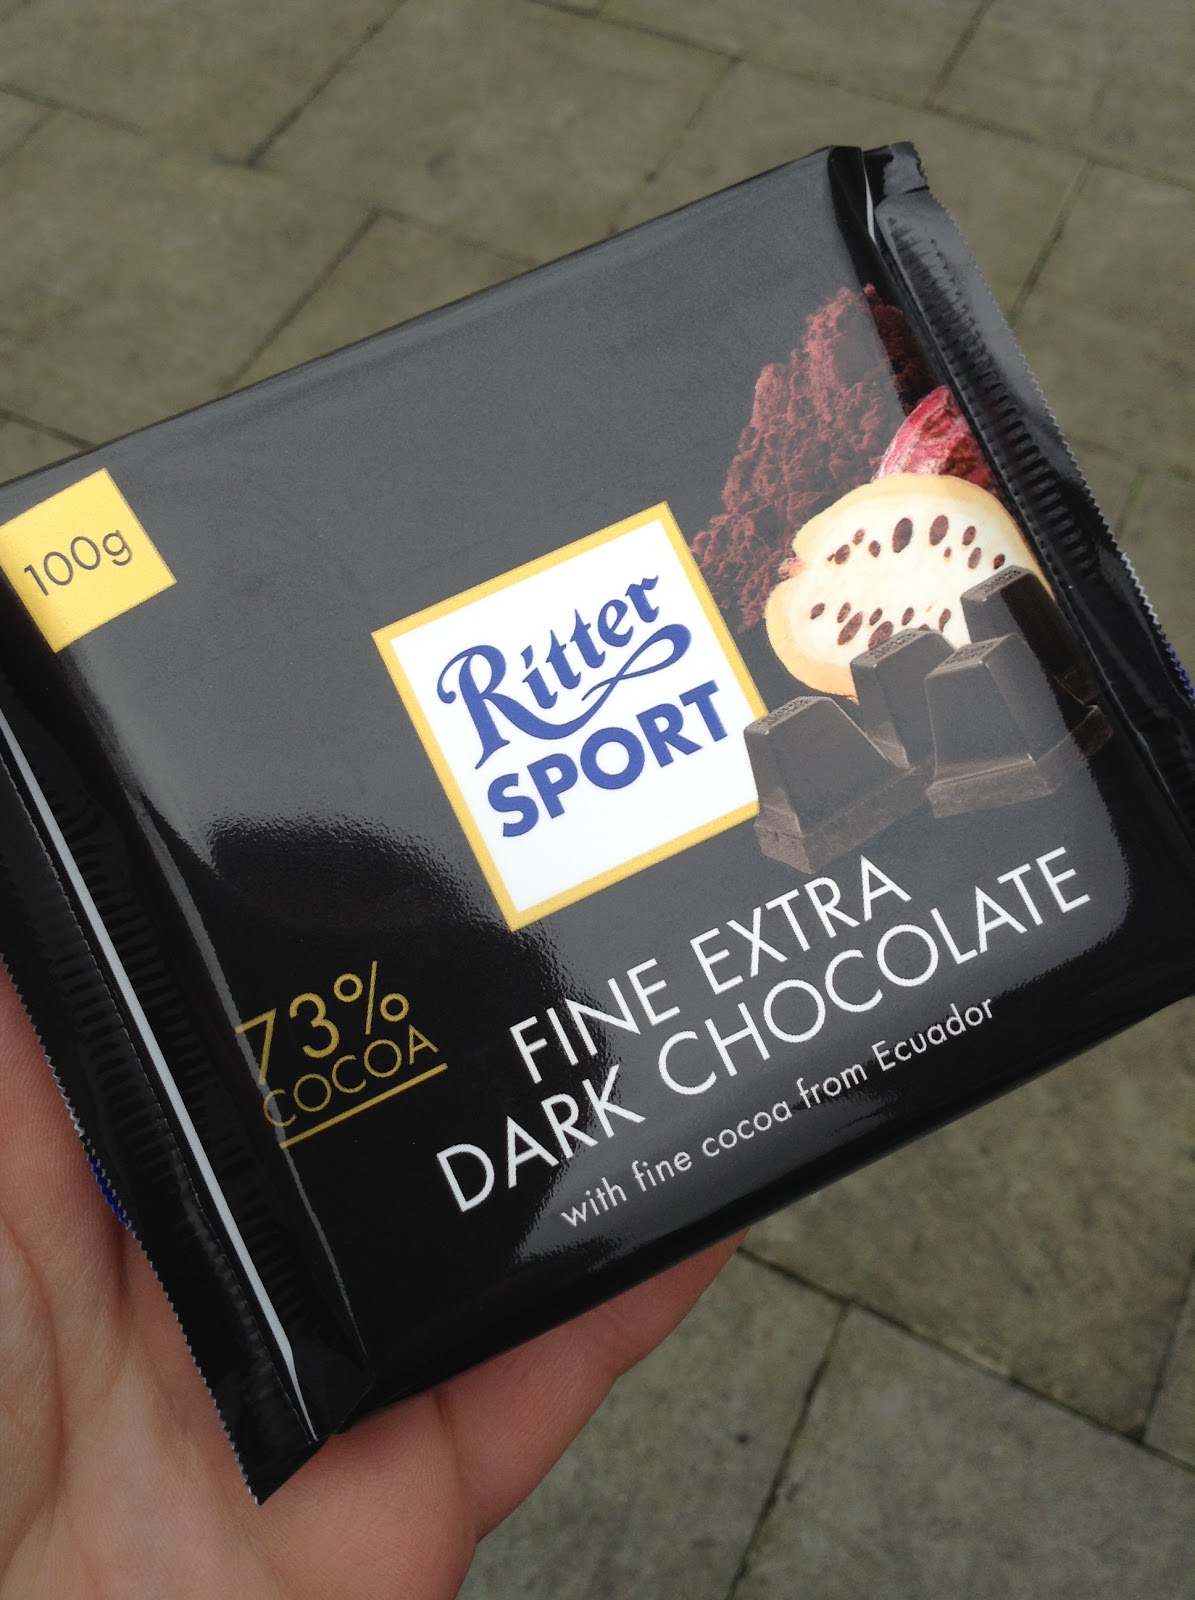 100g
Ritter
SPORT
73%
COCOA
FINE EXTRA
DARK CHOCOLATE
with fine cocoa from Ecuador